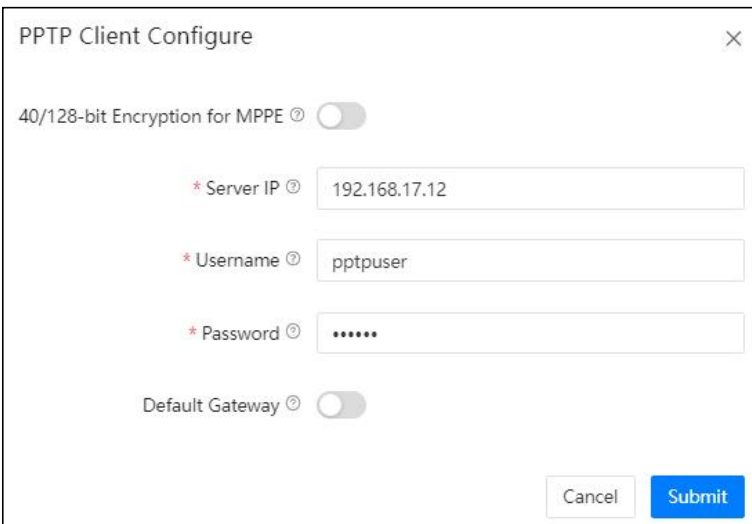 PPTP Client Configure
40/128-bit Encryption for MPPE
* Server IP 192.168.17.12
* Username pptpuser
* Password ••••••
Default Gateway
Cancel Submit